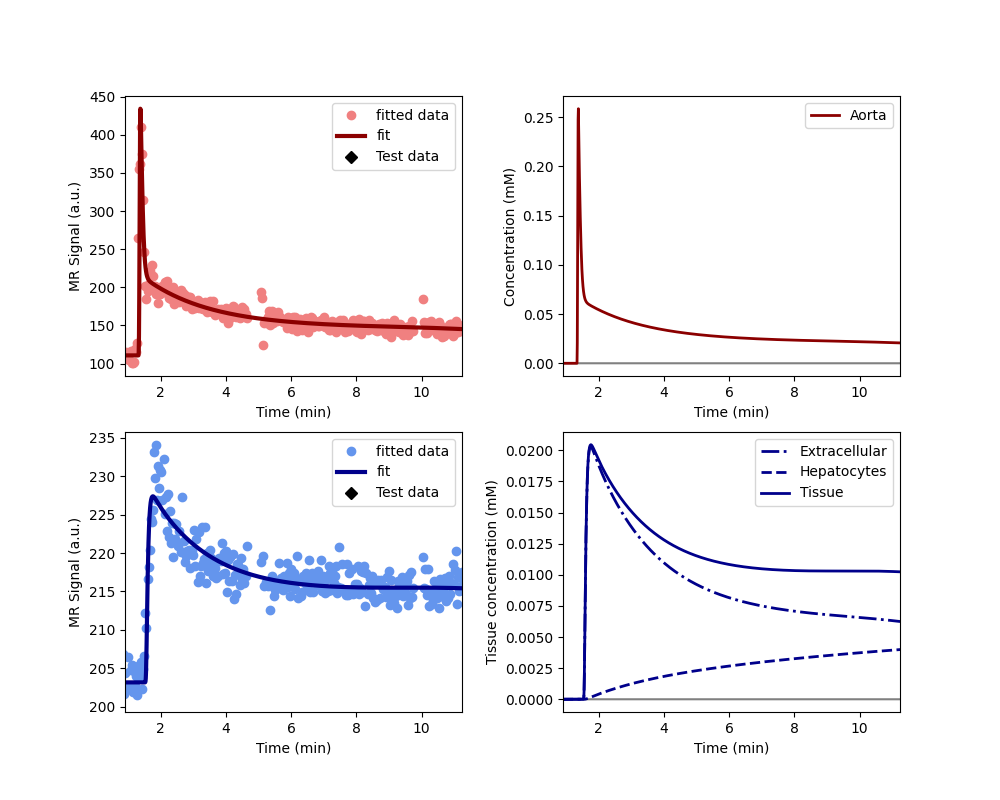 450
400
350
300
250
200
150
100
MR Signal (a.u.)
fitted data
fit
Test data
2 4 6 8 10
Time (min)
0.25
0.20
0.15
0.10
0.05
0.00
Concentration (mM)
Aorta
2 4 6 8 10
Time (min)
235
230
225
220
215
210
205
200
MR Signal (a.u.)
fitted data
fit
Test data
2 4 6 8 10
Time (min)
0.0200
0.0175
0.0150
0.0125
0.0100
0.0075
0.0050
0.0025
0.0000
Tissue concentration (mM)
Extracellular
Hepatocytes
Tissue
2 4 6 8 10
Time (min)